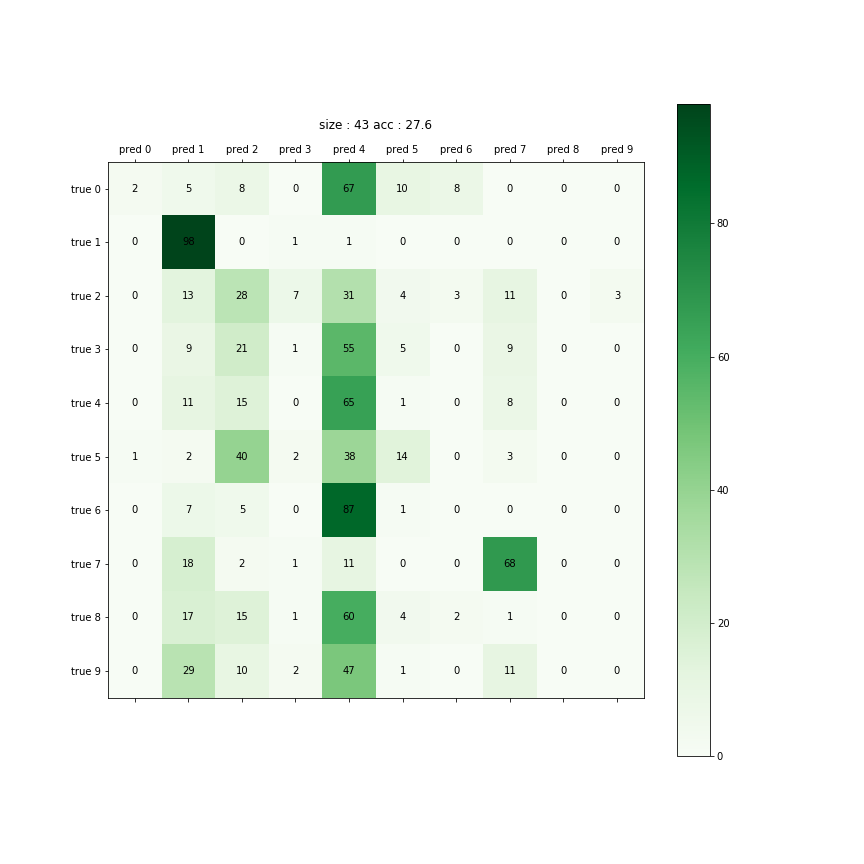 size : 43 acc : 27.6
pred 0 pred 1 pred 2 pred 3 pred 4 pred 5 pred 6 pred 7 pred 8 pred 9
true 0 2 5 8 0 67 10 8 0 0 0
true 1 0 98 0 1 1 0 0 0 0 0
true 2 0 13 28 7 31 4 3 11 0 3
true 3 0 9 21 1 55 5 0 9 0 0
true 4 0 11 15 0 65 1 0 8 0 0
true 5 1 2 40 2 38 14 0 3 0 0
true 6 0 7 5 0 87 1 0 0 0 0
true 7 0 18 2 1 11 0 0 68 0 0
true 8 0 17 15 1 60 4 2 1 0 0
true 9 0 29 10 2 47 1 0 11 0 0
80
60
40
20
0